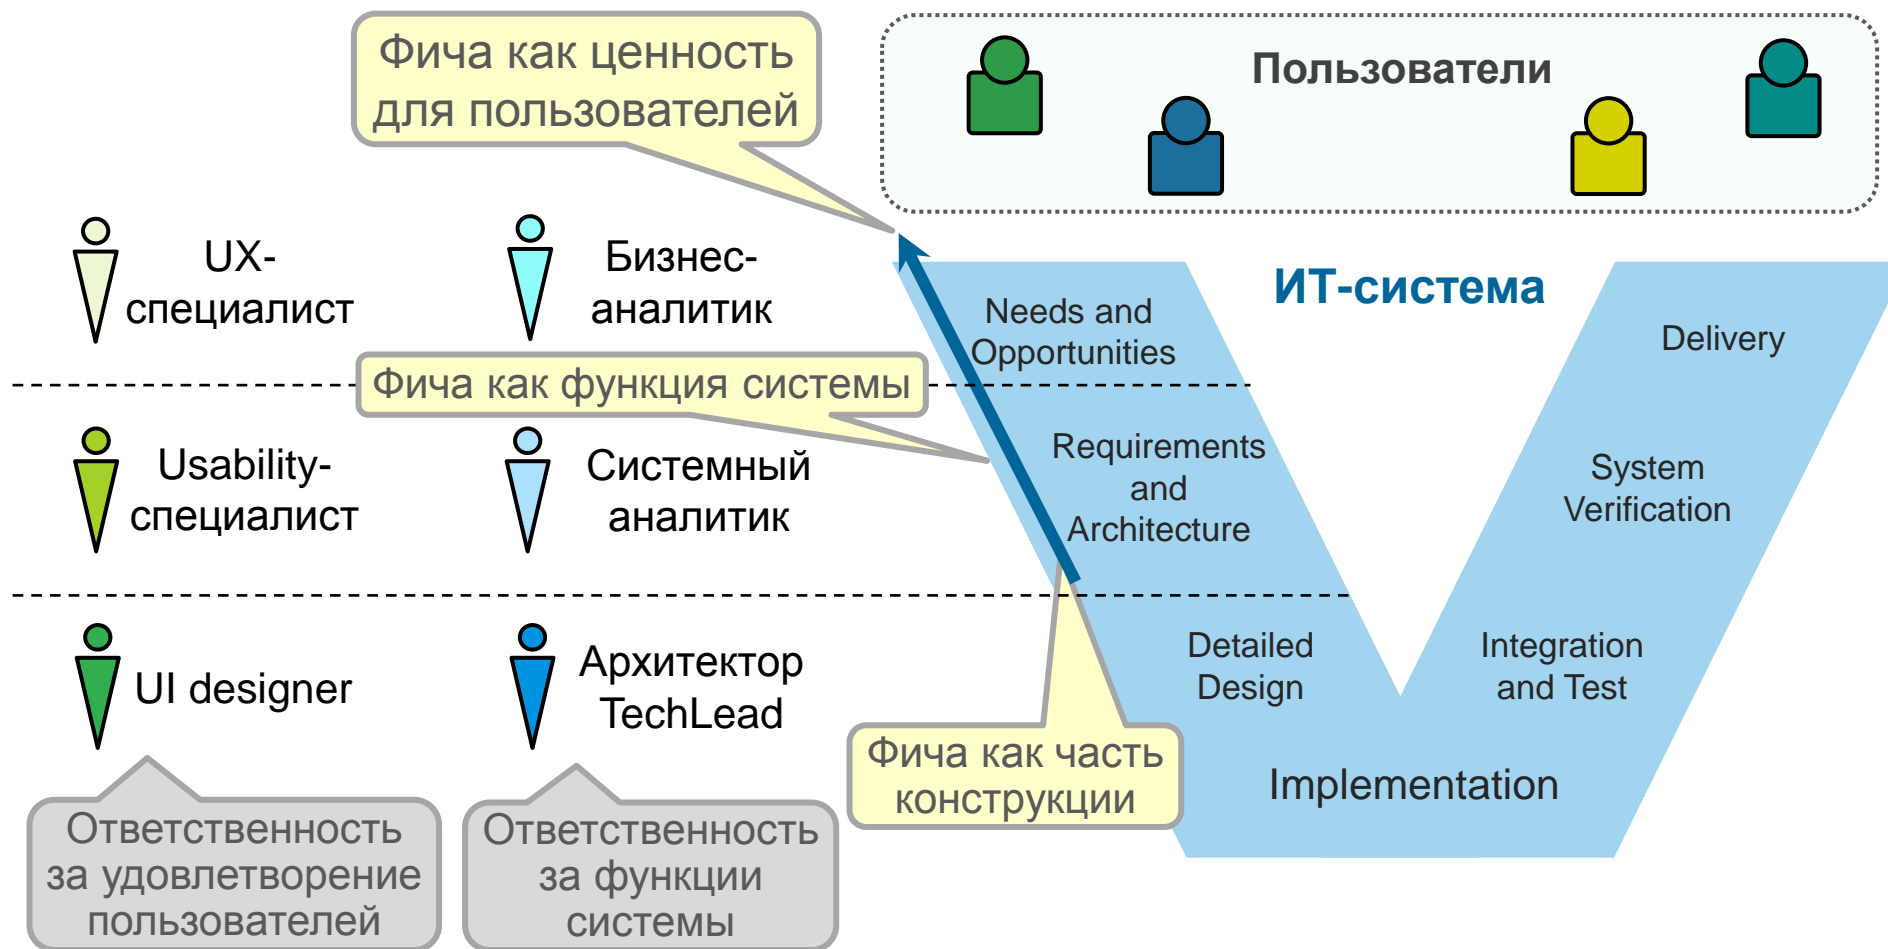 Фича как ценность
для пользователей
Пользователи
UX-
специалист
Бизнес-
аналитик
ИТ-система
Needs and
Opportunities
Delivery
Фича как функция системы
Usability-
специалист
Системный
аналитик
Requirements
and
Architecture
System
Verification
UI designer
Архитектор
TechLead
Detailed
Design
Integration
and Test
Фича как часть
конструкции
Implementation
Ответственность
за удовлетворение
пользователей
Ответственность
за функции
системы